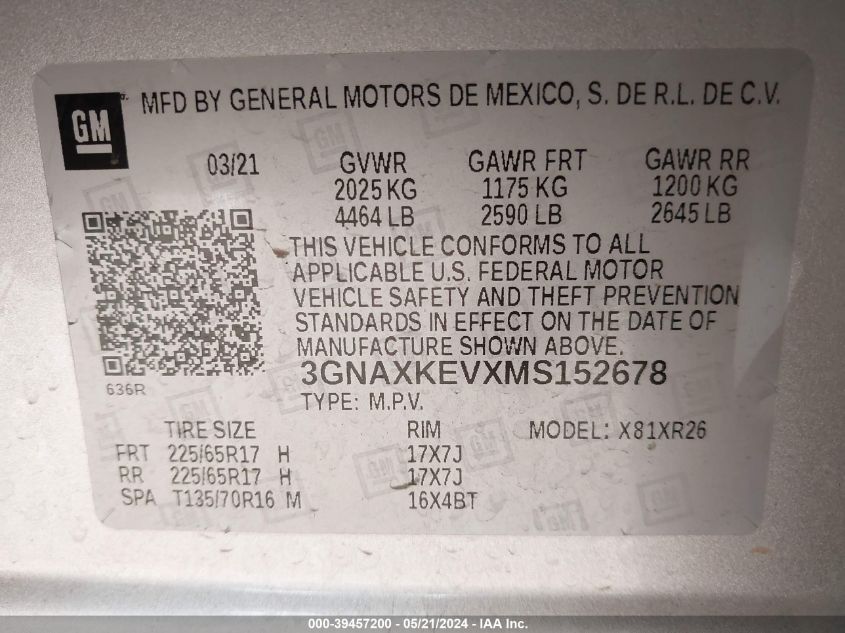 GM
MFD BY GENERAL MOTORS DE MEXICO, S. DE R.L. DE C.V.
03/21 GVWR GAWR FRT GAWR RR
2025 KG 1175 KG 1200 KG
4464 LB 2590 LB 2645 LB
THIS VEHICLE CONFORMS TO ALL
APPLICABLE U.S. FEDERAL MOTOR
VEHICLE SAFETY AND THEFT PREVENTION
STANDARDS IN EFFECT ON THE DATE OF
MANUFACTURE SHOWN ABOVE.
3GNAXKEVXMS152678
636R
TYPE: M.P.V.
TIRE SIZE RIM MODEL: X81XR26
FRT 225/65R17 H 17X7J
RR 225/65R17 H 17X7J
SPA T135/70R16 M 16X4BT
000-39457200 - 05/21/2024 - IAA Inc.